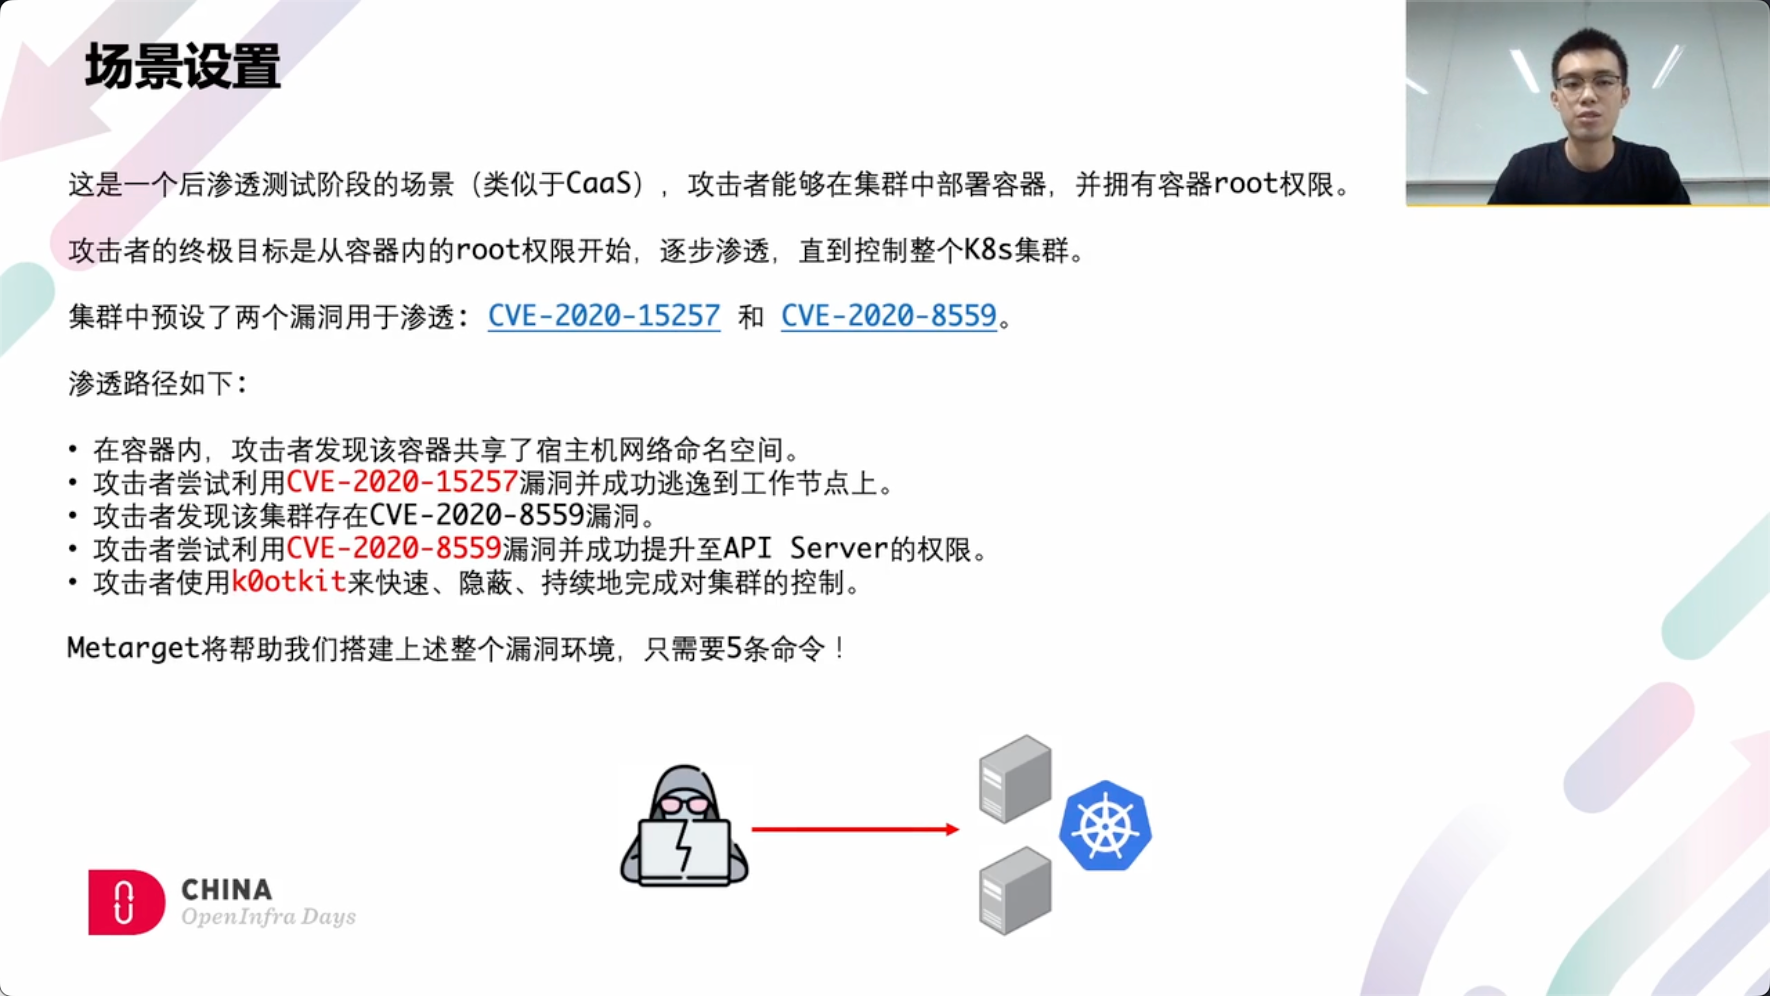 场景设置
这是一个后渗透测试阶段的场景（类似于CaaS），攻击者能够在集群中部署容器，并拥有容器root权限。
攻击者的终极目标是从容器内的root权限开始，逐步渗透，直到控制整个K8s集群。
集群中预设了两个漏洞用于渗透：CVE-2020-15257 和 CVE-2020-8559。
渗透路径如下：
• 在容器内，攻击者发现该容器共享了宿主机网络命名空间。
• 攻击者尝试利用CVE-2020-15257漏洞并成功逃逸到工作节点上。
• 攻击者发现该集群存在CVE-2020-8559漏洞。
• 攻击者尝试利用CVE-2020-8559漏洞并成功提升至API Server的权限。
• 攻击者使用k0otkit来快速、隐蔽、持续地完成对集群的控制。
Metarget将帮助我们搭建上述整个漏洞环境，只需要5条命令！
CHINA
OpenInfra Days